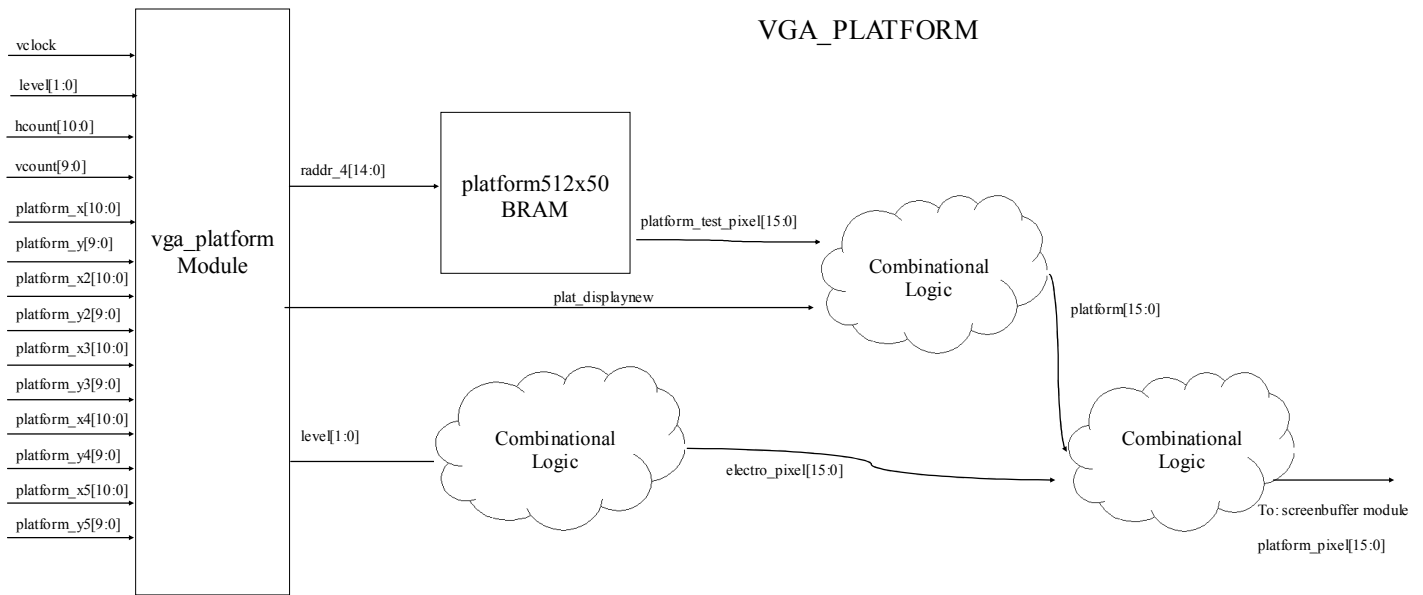 VGA_PLATFORM
vclock
level[1:0]
hcount[10:0]
vcount[9:0]
platform_x[10:0]
platform_y[9:0]
platform_x2[10:0]
platform_y2[9:0]
platform_x3[10:0]
platform_y3[9:0]
platform_x4[10:0]
platform_y4[9:0]
platform_x5[10:0]
platform_y5[9:0]
vga_platform
Module
raddr_4[14:0]
platform512x50
BRAM
platform_test_pixel[15:0]
plat_displaynew
Combinational
Logic
platform[15:0]
level[1:0]
Combinational
Logic
electro_pixel[15:0]
Combinational
Logic
To: screenbuffer module
platform_pixel[15:0]